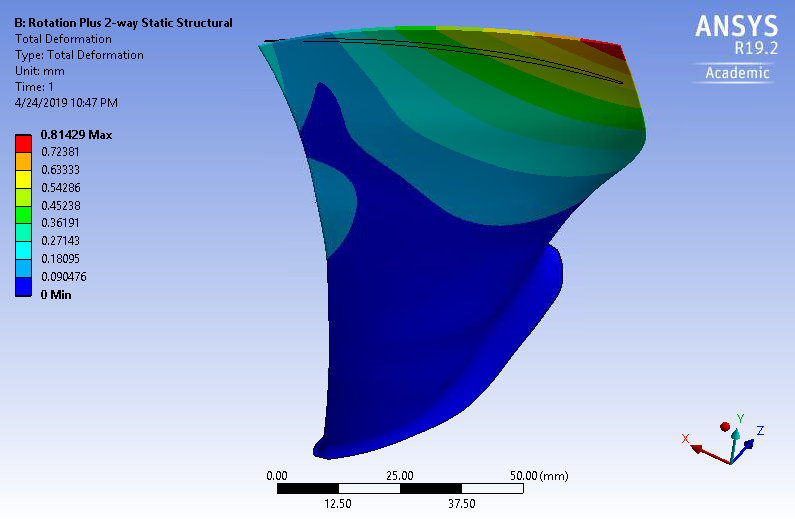 B: Rotation Plus 2-way Static Structural
Total Deformation
Type: Total Deformation
Unit: mm
Time: 1
4/24/2019 10:47 PM
0.81429 Max
0.72381
0.63333
0.54286
0.45238
0.36191
0.27143
0.18095
0.090476
0 Min
ANSYS
R19.2
Academic
0.00 25.00 50.00 (mm)
12.50 37.50
X Y Z